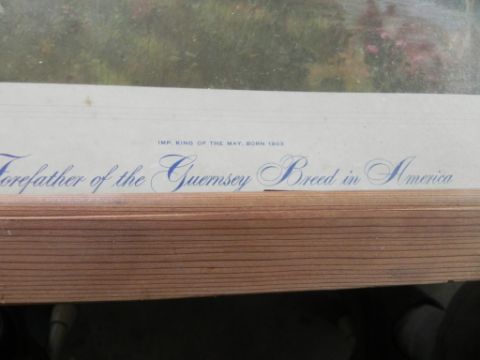 IMP. KING OF THE MAY, BORN 1903
Forefather of the Guernsey Breed in America